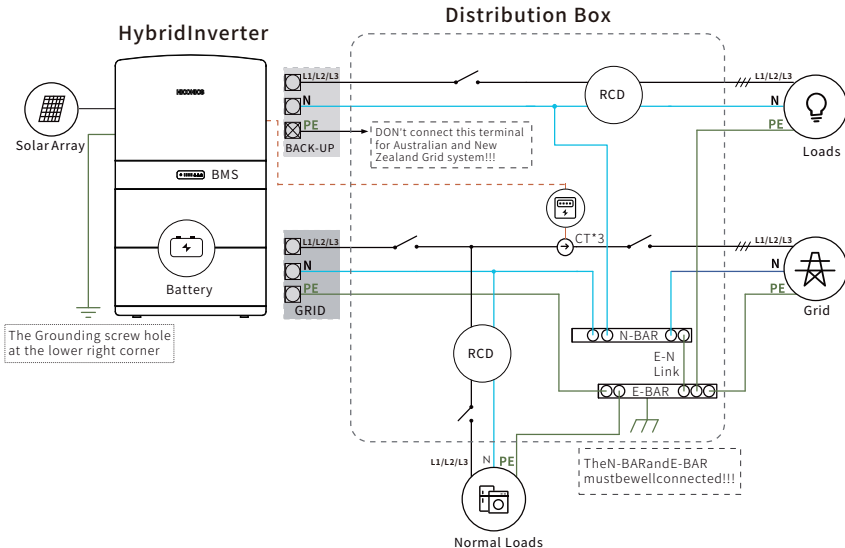 Distribution Box
HybridInverter
HICONICS
Solar Array
BMS
Battery
The Grounding screw hole
at the lower right corner
L1/L2/L3
N
PE
BACK-UP
DON't connect this terminal
for Australian and New
Zealand Grid system!!!
RCD
L1/L2/L3
N
PE
Loads
CT*3
L1/L2/L3
N
PE
GRID
L1/L2/L3
N
PE
Grid
N-BAR
E-N
Link
E-BAR
RCD
L1/L2/L3
N
PE
Normal Loads
TheN-BARandE-BAR
mustbewellconnected!!!